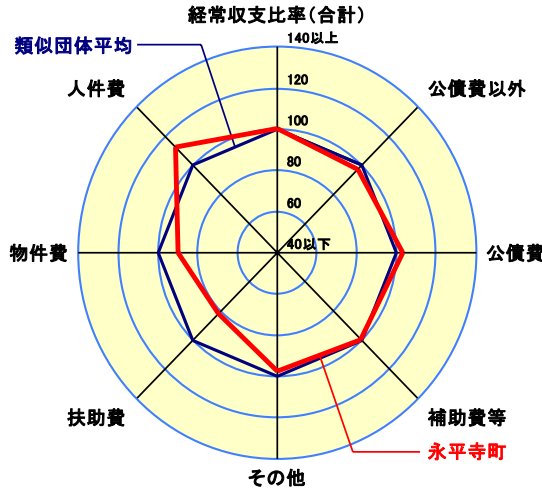 経常収支比率(合計)
類似団体平均
140以上
人件費
120
公債費以外
100
80
60
物件費
40以下
公債費
扶助費
補助費等
永平寺町
その他